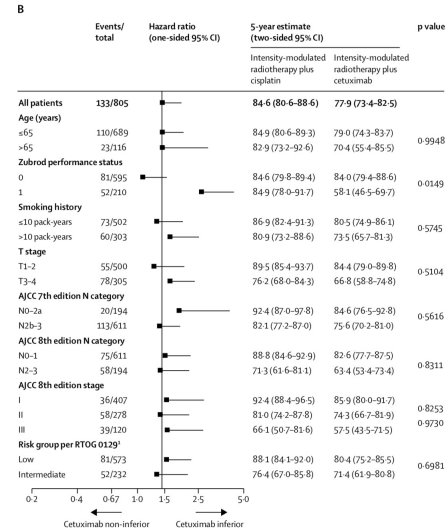 B
Events/ total Hazard ratio (one-sided 95% CI) 5-year estimate (two-sided 95% CI) p value
Intensity-modulated radiotherapy plus cisplatin Intensity-modulated radiotherapy plus cetuximab
All patients 133/805 84·6 (80·6–88·6) 77·9 (73·4–82·5)
Age (years)
≤65 110/689 84·9 (80·6–89·3) 79·0 (74·3–83·7)
0·9948
>65 23/116 82·9 (73·2–92·6) 70·4 (55·4–85·5)
Zubrod performance status
0 81/595 84·6 (79·8–89·4) 84·0 (79·4–88·6)
0·0149
1 52/210 84·9 (78·0–91·7) 58·1 (46·5–69·7)
Smoking history
≤10 pack-years 73/502 86·9 (82·4–91·3) 80·5 (74·9–86·1)
0·5745
>10 pack-years 60/303 80·9 (73·2–88·6) 73·5 (65·7–81·3)
T stage
T1–2 55/500 89·5 (85·4–93·7) 84·4 (79·0–89·8)
0·5104
T3–4 78/305 76·2 (68·0–84·3) 66·8 (58·8–74·8)
AJCC 7th edition N category
N0–2a 20/194 92·4 (87·0–97·8) 84·6 (76·5–92·8)
0·5616
N2b–3 113/611 82·1 (77·2–87·0) 75·6 (70·2–81·0)
AJCC 8th edition N category
N0–1 75/611 88·8 (84·6–92·9) 82·6 (77·7–87·5)
0·8311
N2–3 58/194 71·3 (61·6–81·1) 63·4 (53·4–73·4)
AJCC 8th edition stage
I 36/407 92·4 (88·4–96·5) 85·9 (80·0–91·7)
0·8253
II 58/278 81·0 (74·2–87·8) 74·3 (66·7–81·9)
0·9730
III 39/120 66·1 (50·7–81·6) 57·5 (43·5–71·5)
Risk group per RTOG 0129³
Low 81/573 88·1 (84·1–92·0) 80·4 (75·2–85·5)
0·6981
Intermediate 52/232 76·4 (67·0–85·8) 71·4 (61·9–80·8)
0·2 0·4 0·67 1·0 1·5 2·5 5·0
Cetuximab non-inferior Cetuximab inferior